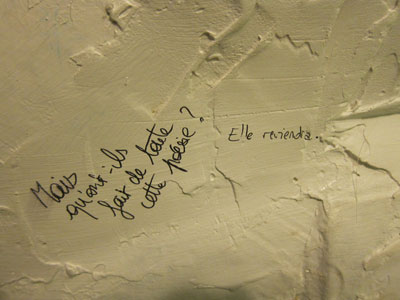 Mais
qu'ont-ils
fait de toute
cette poésie ?
Elle reviendra.